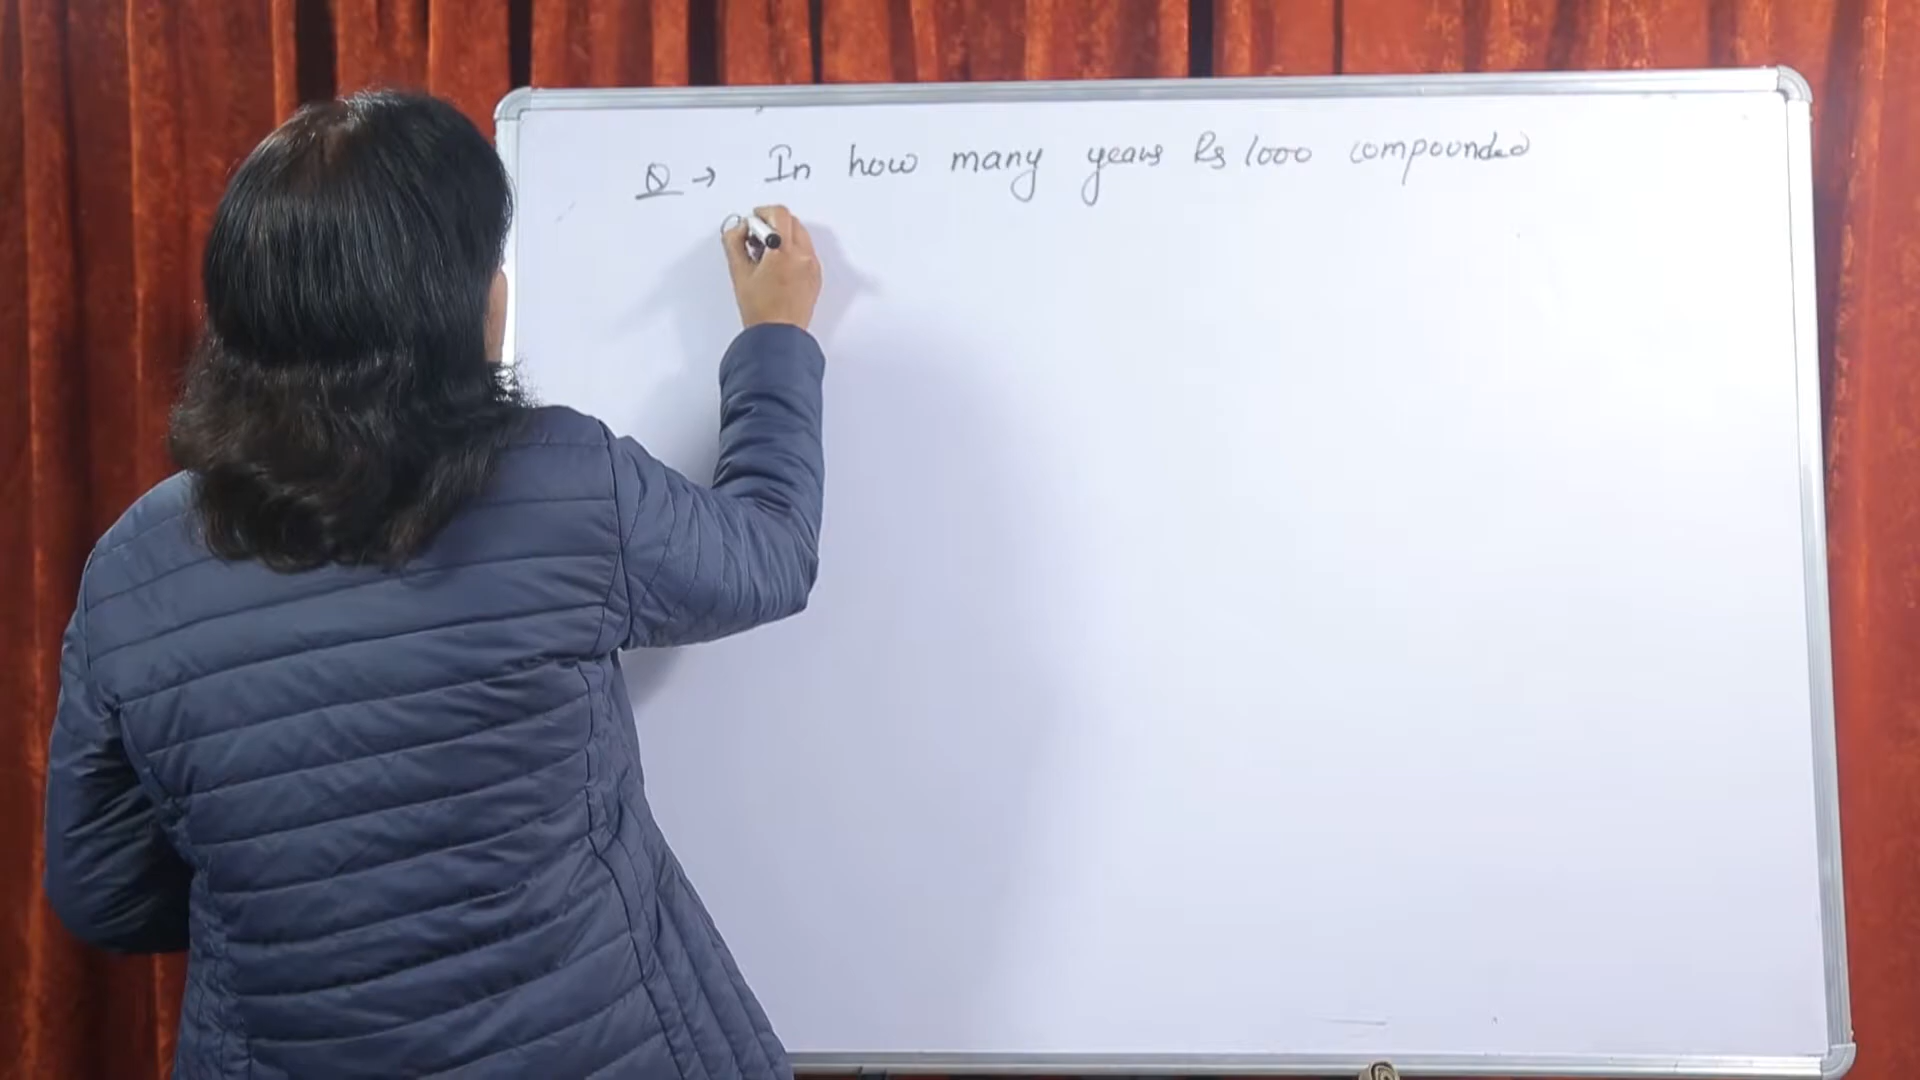 Q → In how many years Rs 1000 compounded